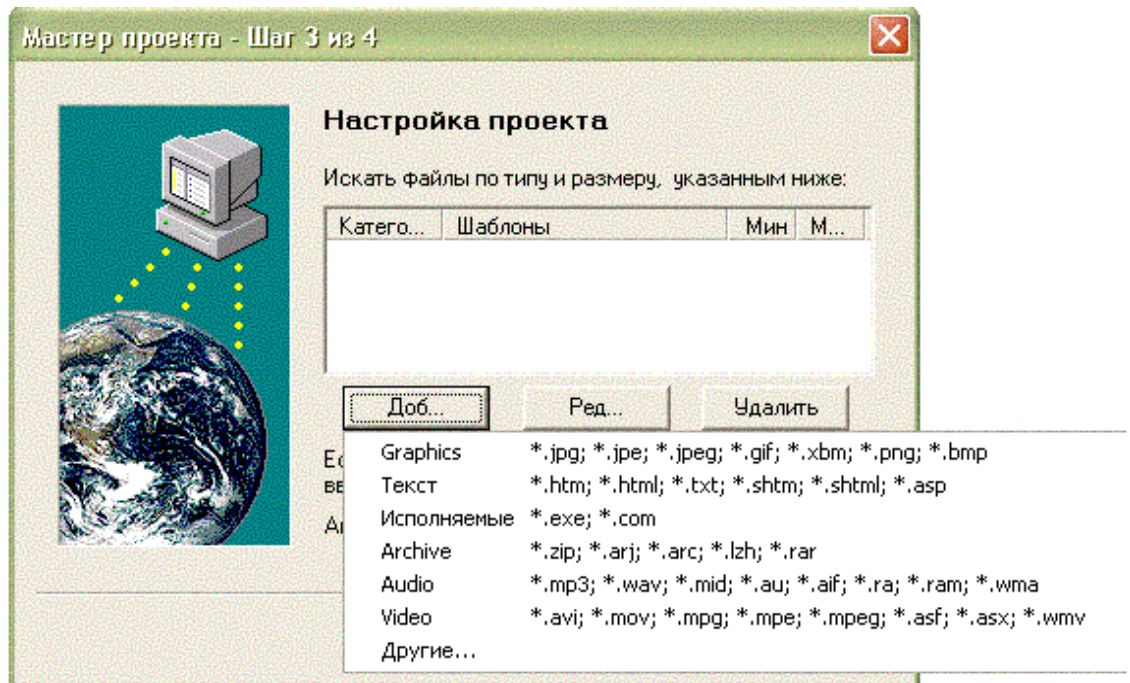 Мастер проекта - Шаг 3 из 4
Настройка проекта
Искать файлы по типу и размеру, указанным ниже:
Катего... Шаблоны Мин М...
Доб... Ред... Удалить
Graphics *.jpg; *.jpe; *.jpeg; *.gif; *.xbm; *.png; *.bmp
Текст *.htm; *.html; *.txt; *.shtm; *.shtml; *.asp
Исполняемые *.exe; *.com
Archive *.zip; *.arj; *.arc; *.lzh; *.rar
Audio *.mp3; *.wav; *.mid; *.au; *.aif; *.ra; *.ram; *.wma
Video *.avi; *.mov; *.mpg; *.mpe; *.mpeg; *.asf; *.asx; *.wmv
Другие...